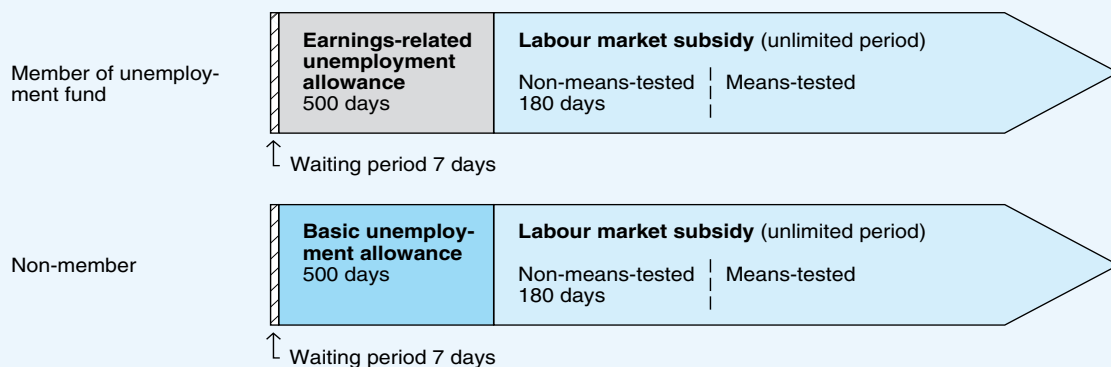 Member of unemploy-
ment fund
Earnings-related
unemployment
allowance
500 days
Labour market subsidy (unlimited period)
Non-means-tested
180 days
Means-tested
Waiting period 7 days
Non-member
Basic unemploy-
ment allowance
500 days
Labour market subsidy (unlimited period)
Non-means-tested
180 days
Means-tested
Waiting period 7 days